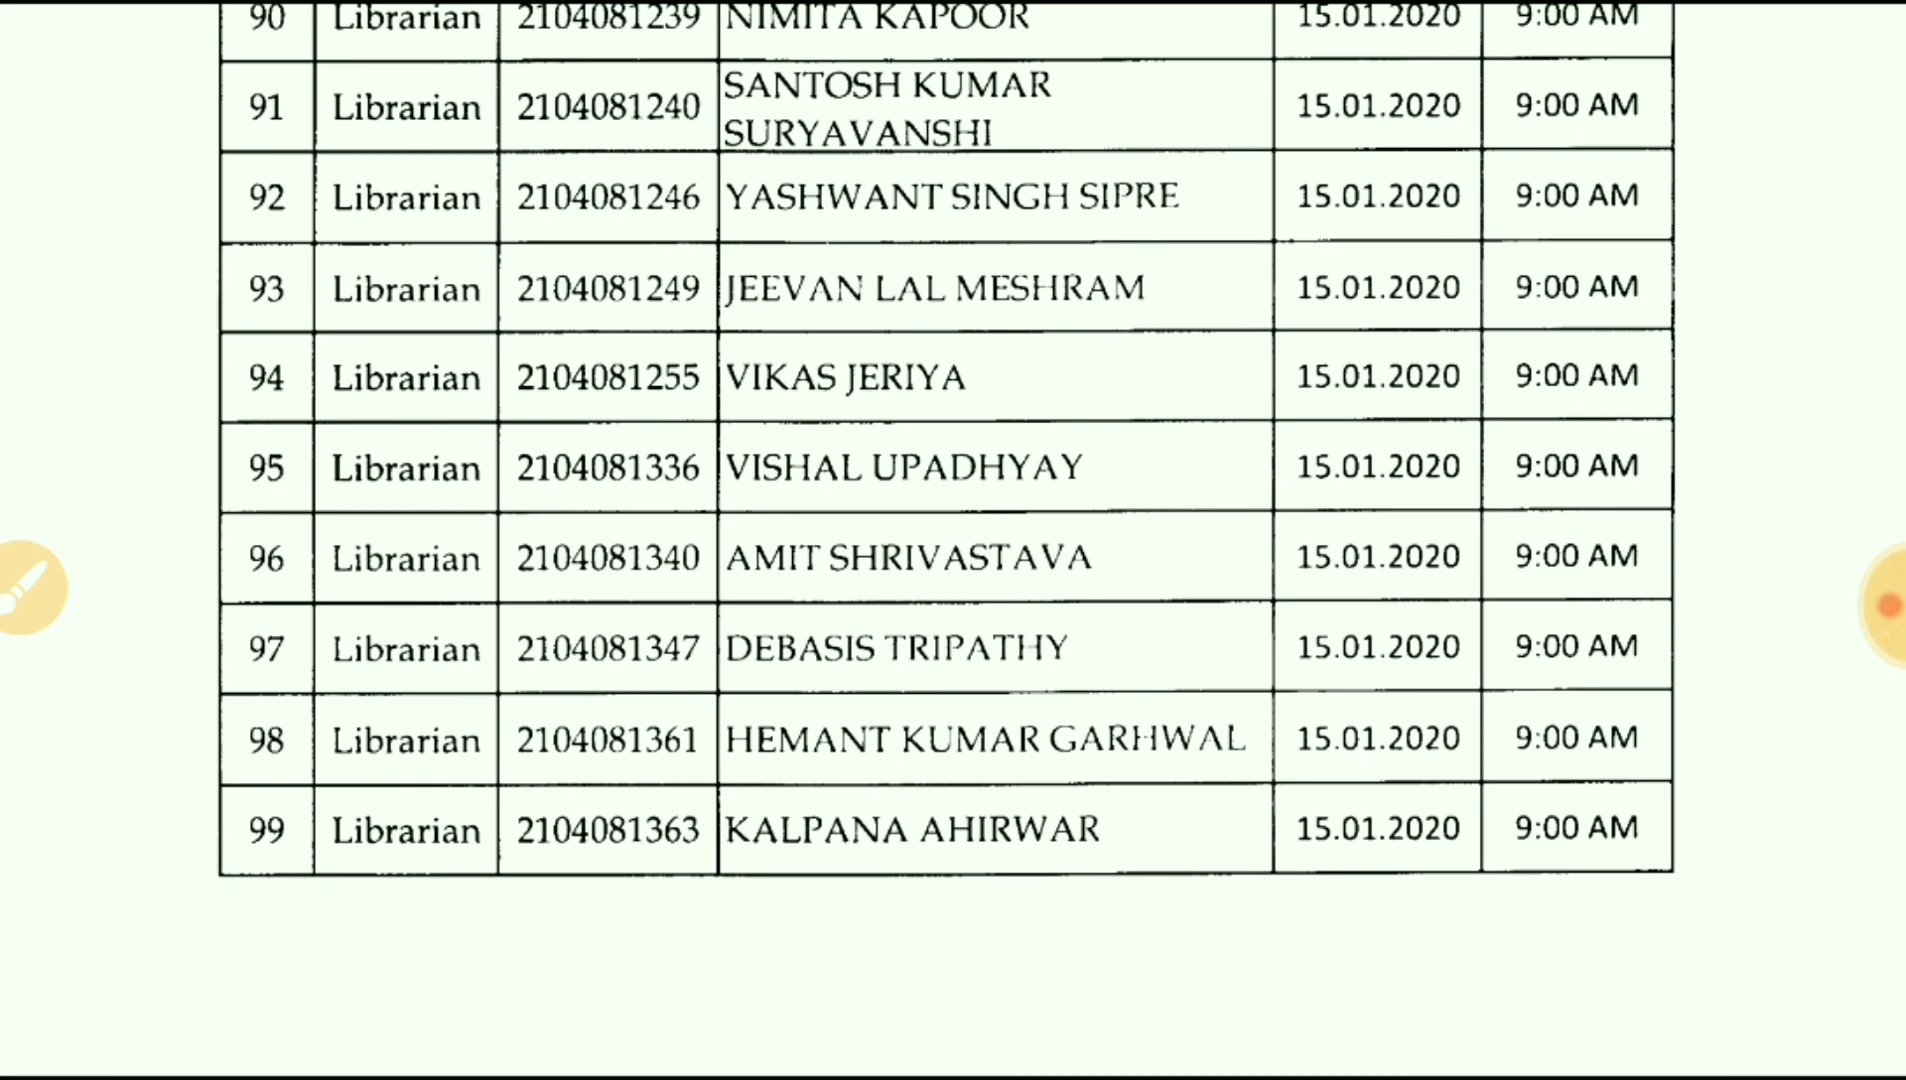 90 Librarian 2104081239 NIMITA KAPOOR 15.01.2020 9:00 AM
91 Librarian 2104081240 SANTOSH KUMAR SURYAVANSHI 15.01.2020 9:00 AM
92 Librarian 2104081246 YASHWANT SINGH SIPRE 15.01.2020 9:00 AM
93 Librarian 2104081249 JEEVAN LAL MESHRAM 15.01.2020 9:00 AM
94 Librarian 2104081255 VIKAS JERIYA 15.01.2020 9:00 AM
95 Librarian 2104081336 VISHAL UPADHYAY 15.01.2020 9:00 AM
96 Librarian 2104081340 AMIT SHRIVASTAVA 15.01.2020 9:00 AM
97 Librarian 2104081347 DEBASIS TRIPATHY 15.01.2020 9:00 AM
98 Librarian 2104081361 HEMANT KUMAR GARHWAL 15.01.2020 9:00 AM
99 Librarian 2104081363 KALPANA AHIRWAR 15.01.2020 9:00 AM